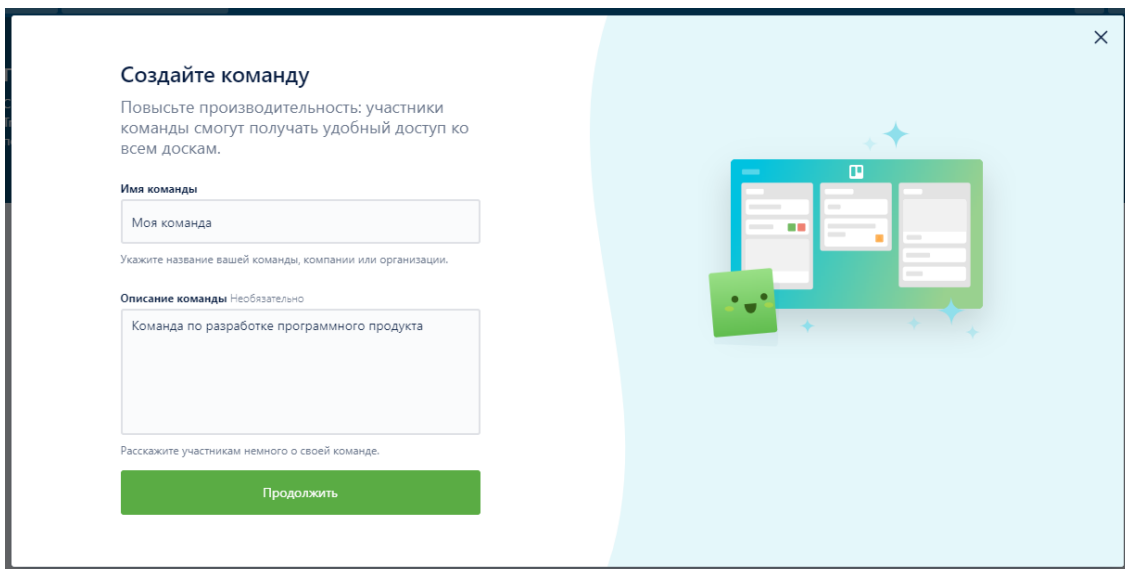 Создайте команду
Повысьте производительность: участники
команды смогут получать удобный доступ ко
всем доскам.
Имя команды
Моя команда
Укажите название вашей команды, компании или организации.
Описание команды Необязательно
Команда по разработке программного продукта
Расскажите участникам немного о своей команде.
Продолжить